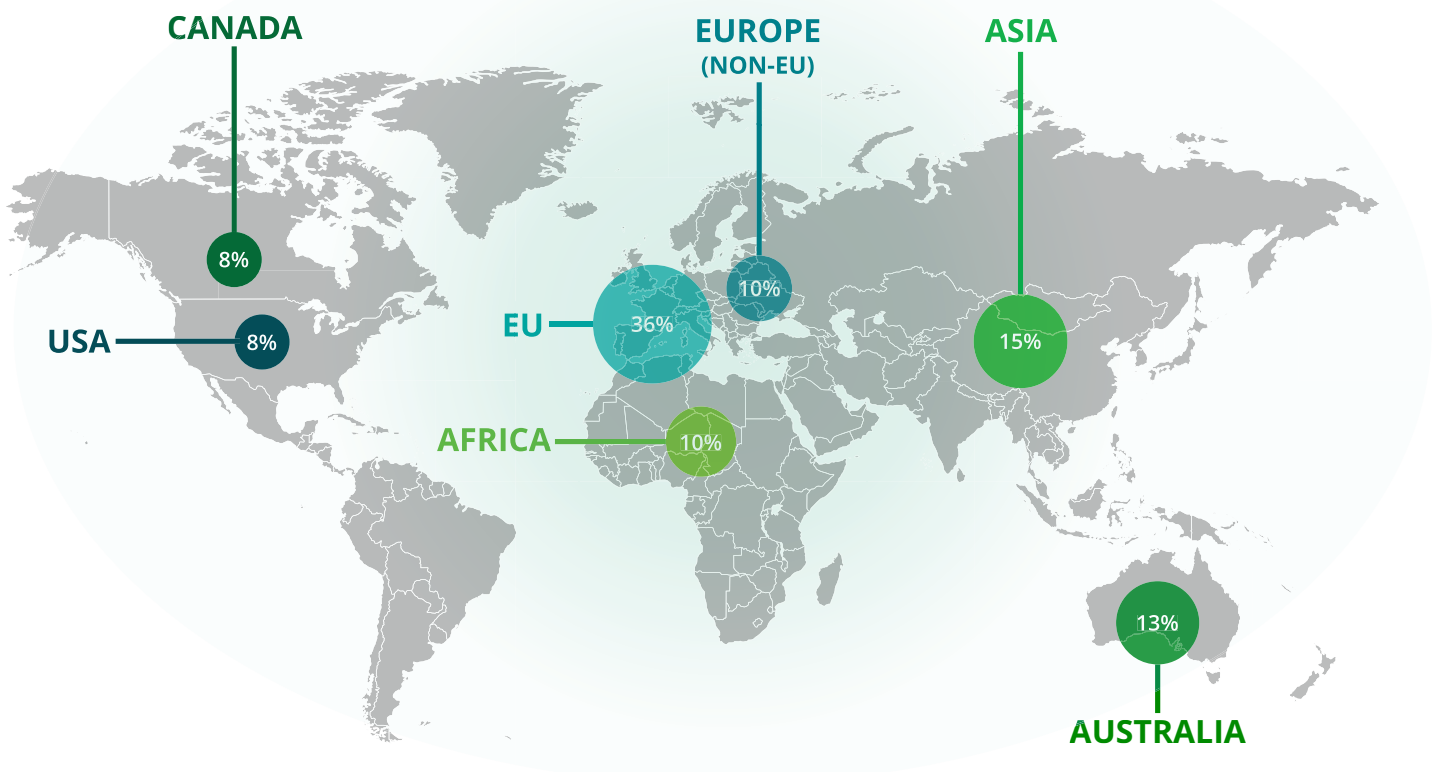 CANADA
EUROPE
(NON-EU)
ASIA
8%
10%
EU
36%
USA
8%
15%
AFRICA
10%
13%
AUSTRALIA